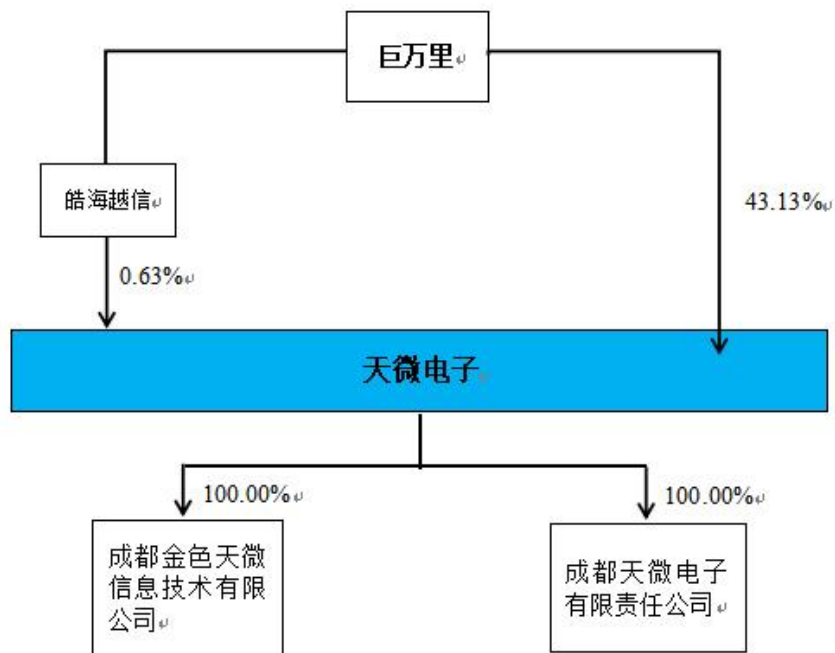 巨万里
皓海越信
43.13%
0.63%
天微电子
100.00%
100.00%
成都金色天微
信息技术有限
公司
成都天微电子
有限责任公司